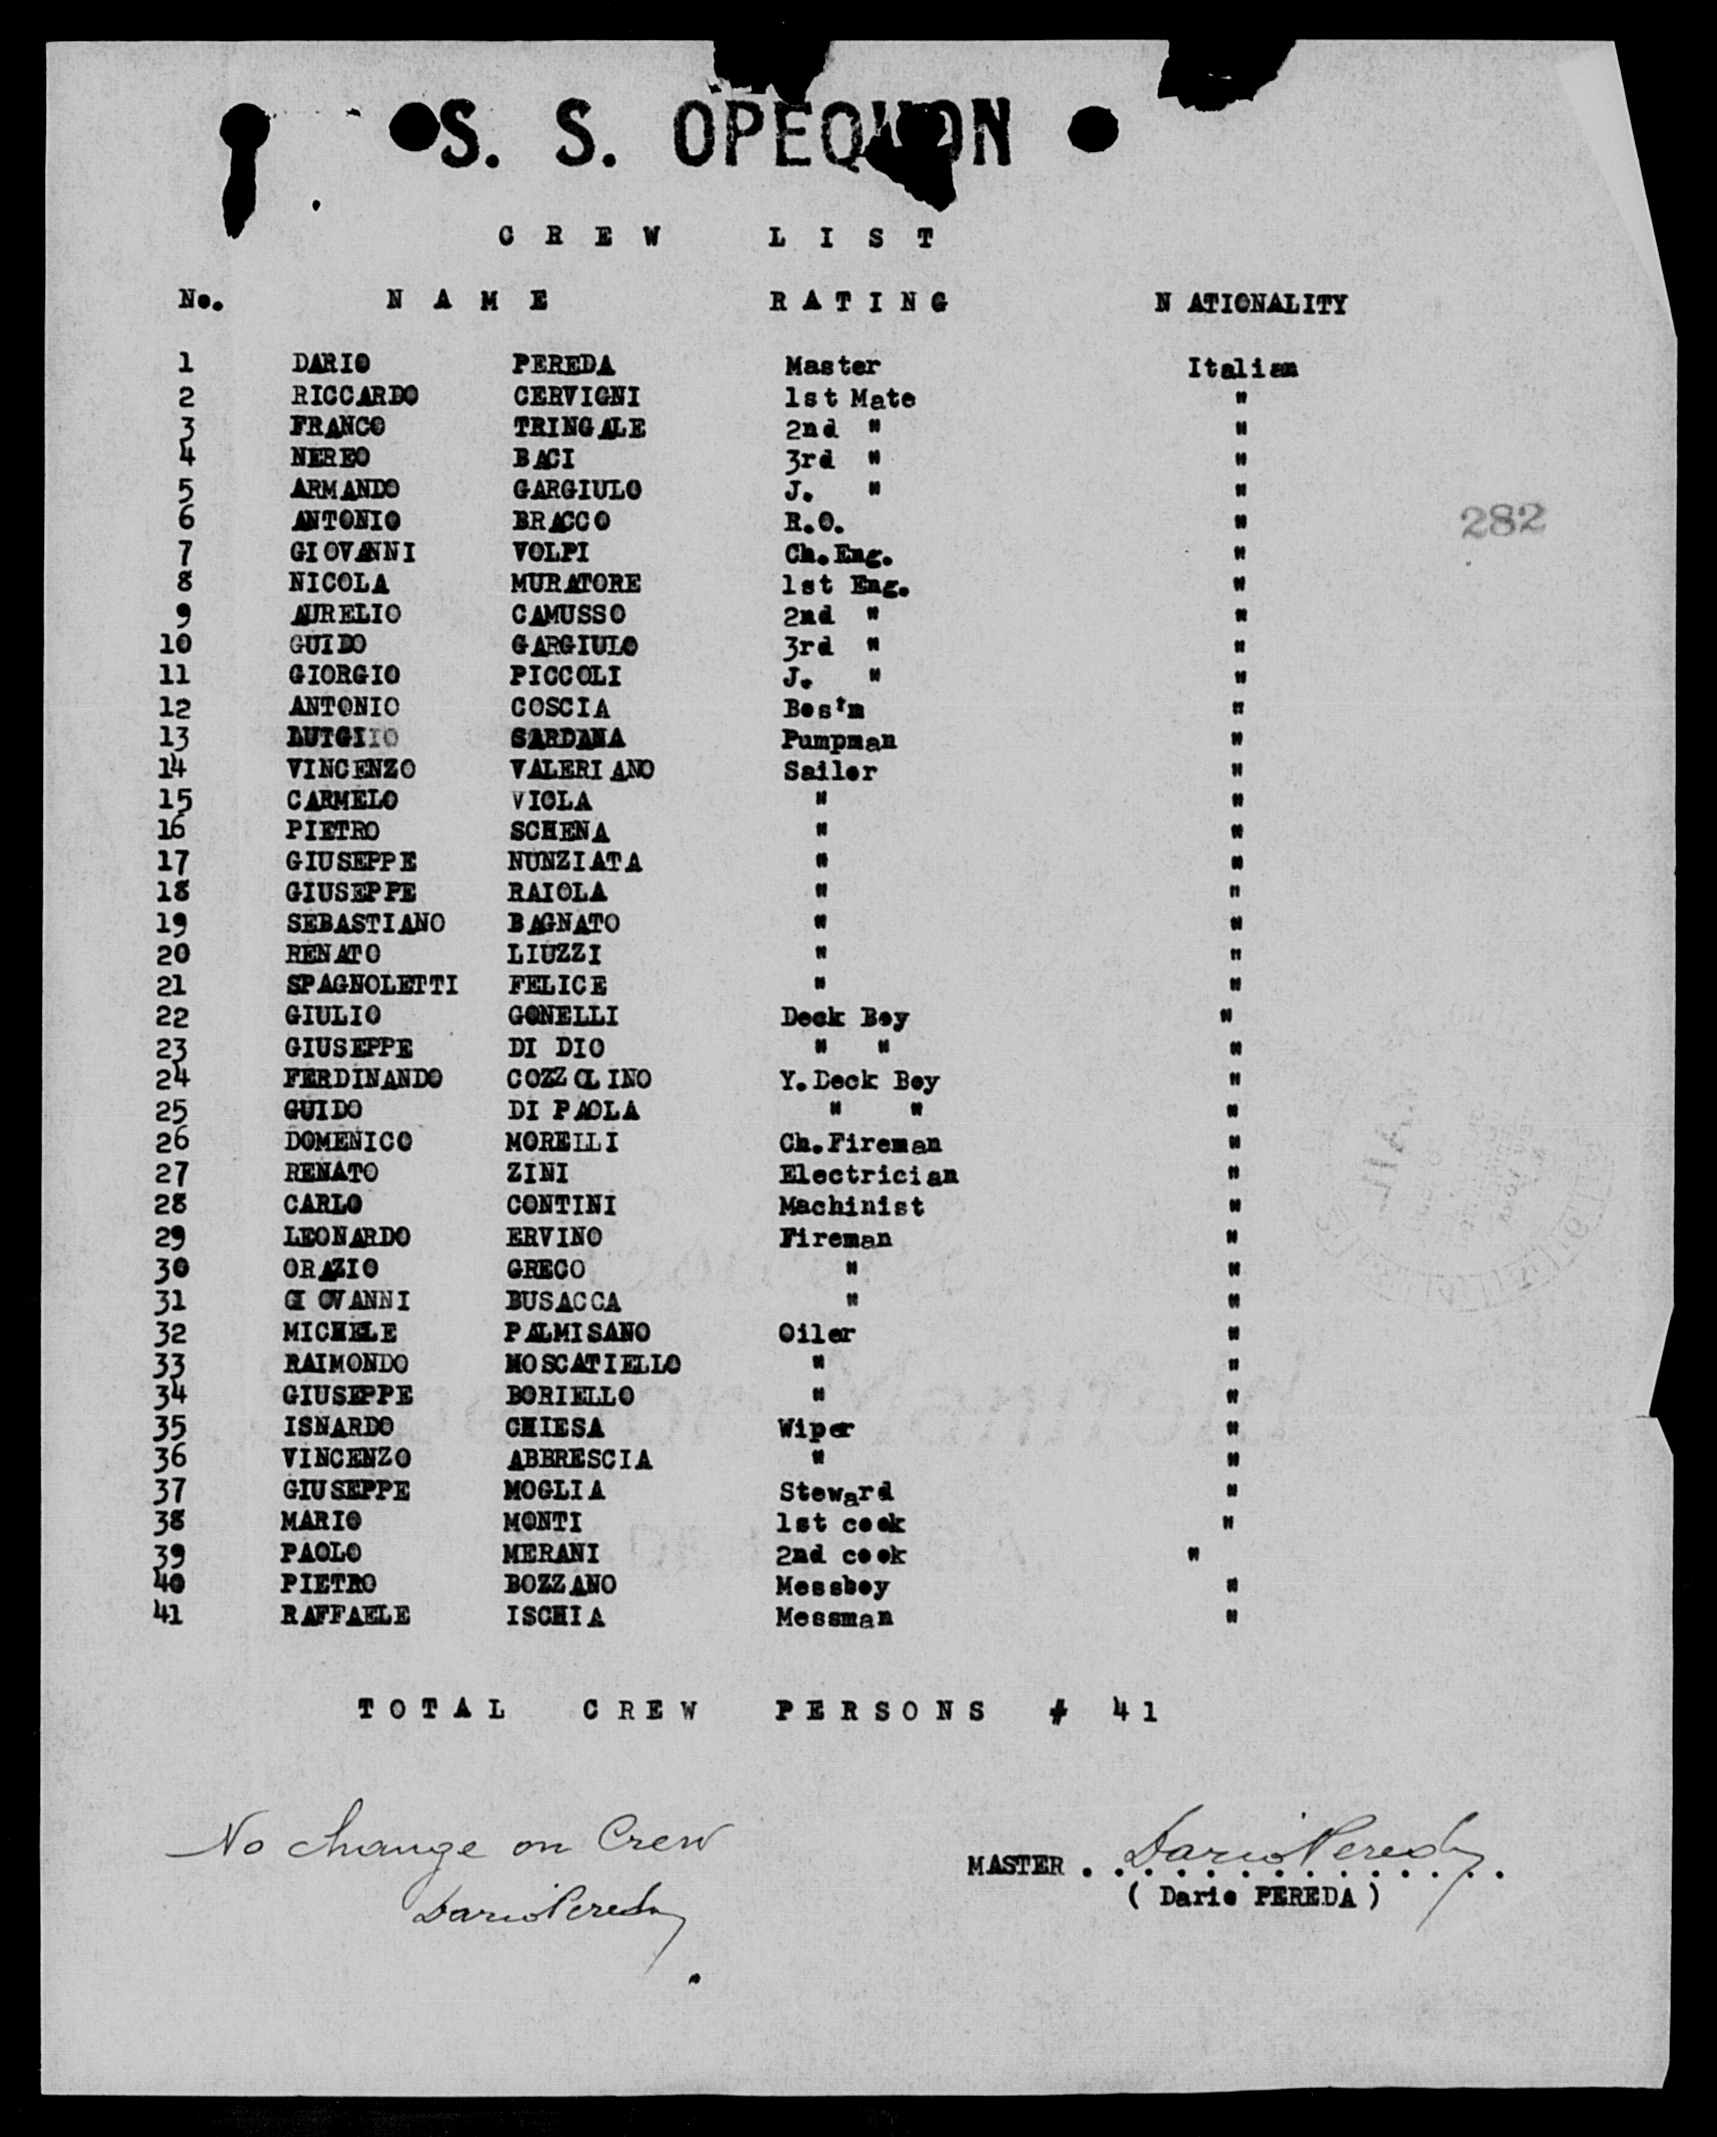 S. S. OPEQUON
CREW LIST
No. NAME RATING NATIONALITY
1 DARIO PEREDA Master Italian
2 RICCARDO CERVIGNI 1st Mate "
3 FRANCO TRINGALE 2nd " "
4 NEREO BACI 3rd " "
5 ARMANDO GARGIULO J. " "
6 ANTONIO BRACCO R.O. "
282
7 GIOVANNI VOLPI Ch.Eng. "
8 NICOLA MURATORE 1st Eng. "
9 AURELIO CAMUSSO 2nd " "
10 GUIDO GARGIULO 3rd " "
11 GIORGIO PICCOLI J. " "
12 ANTONIO COSCIA Bos'n "
13 SARDANA Pumpman "
14 VINCENZO VALERIANO Sailor "
15 CARMELO VIOLA " "
16 PIETRO SCHENA " "
17 GIUSEPPE NUNZIATA " "
18 GIUSEPPE RAIOLA " "
19 SEBASTIANO BAGNATO " "
20 RENATO LIUZZI " "
21 SPAGNOLETTI FELICE " "
22 GIULIO GONELLI Deck Boy "
23 GIUSEPPE DI DIO " " "
24 FERDINANDO COZZOLINO Y.Deck Boy "
25 GUIDO DI PAOLA " " "
26 DOMENICO MORELLI Ch.Fireman "
27 RENATO ZINI Electrician "
28 CARLO CONTINI Machinist "
29 LEONARDO ERVINO Fireman "
30 ORAZIO GRECO " "
31 GIOVANNI BUSACCA " "
32 MICHELE PALMISANO Oiler "
33 RAIMONDO MOSCATIELLO " "
34 GIUSEPPE BORIELLO " "
35 ISNARDO CHIESA Wiper "
36 VINCENZO ABBRESCIA " "
37 GIUSEPPE MOGLIA Steward "
38 MARIO MONTI 1st cook "
39 PAOLO MERANI 2nd cook "
40 PIETRO BOZZANO Messboy "
41 RAFFAELE ISCHIA Messman "
TOTAL CREW PERSONS # 41
No change on Crew
Dario Pereda
MASTER . Dario Pereda
( Dario PEREDA )